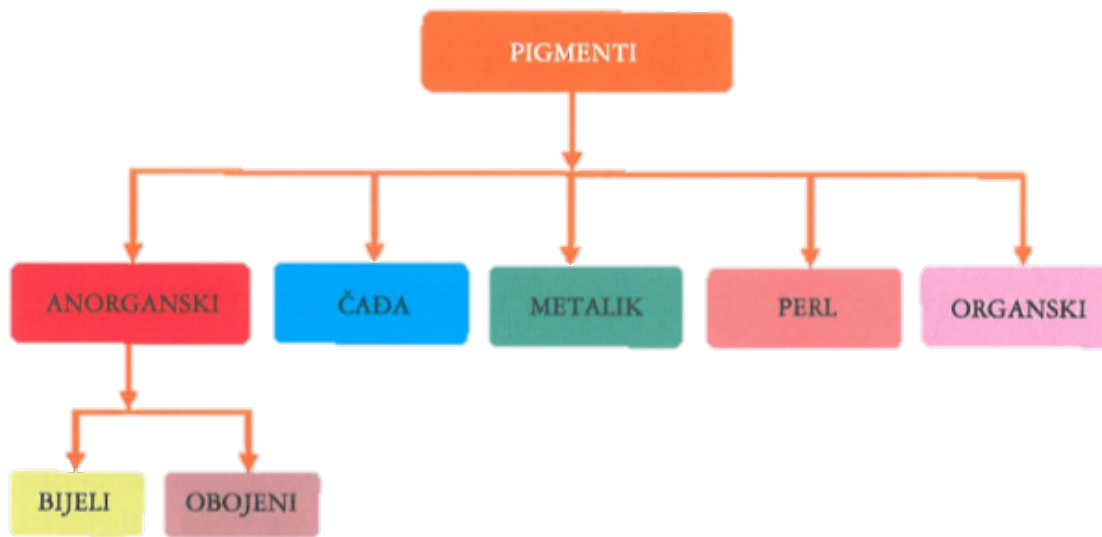 PIGMENTI
ANORGANSKI
ČAĐA
METALIK
PERL
ORGANSKI
BIJELI
OBOJENI